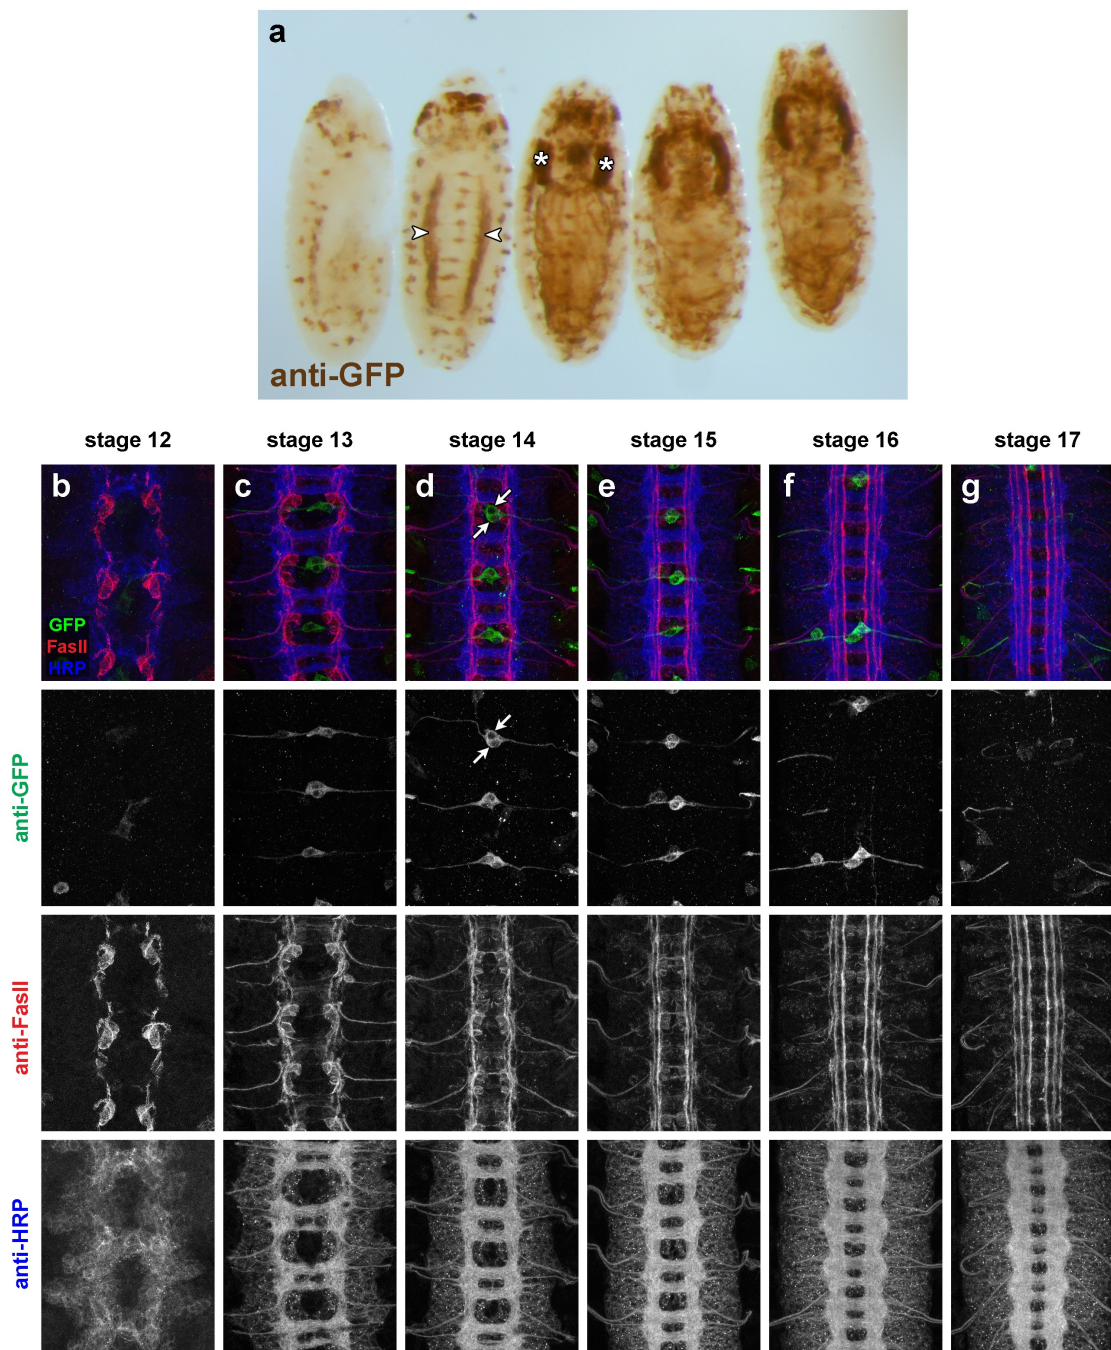 a
* *
anti-GFP
stage 12 stage 13 stage 14 stage 15 stage 16 stage 17
b c d e f g
GFP
FasII
HRP
anti-GFP
anti-FasII
anti-HRP